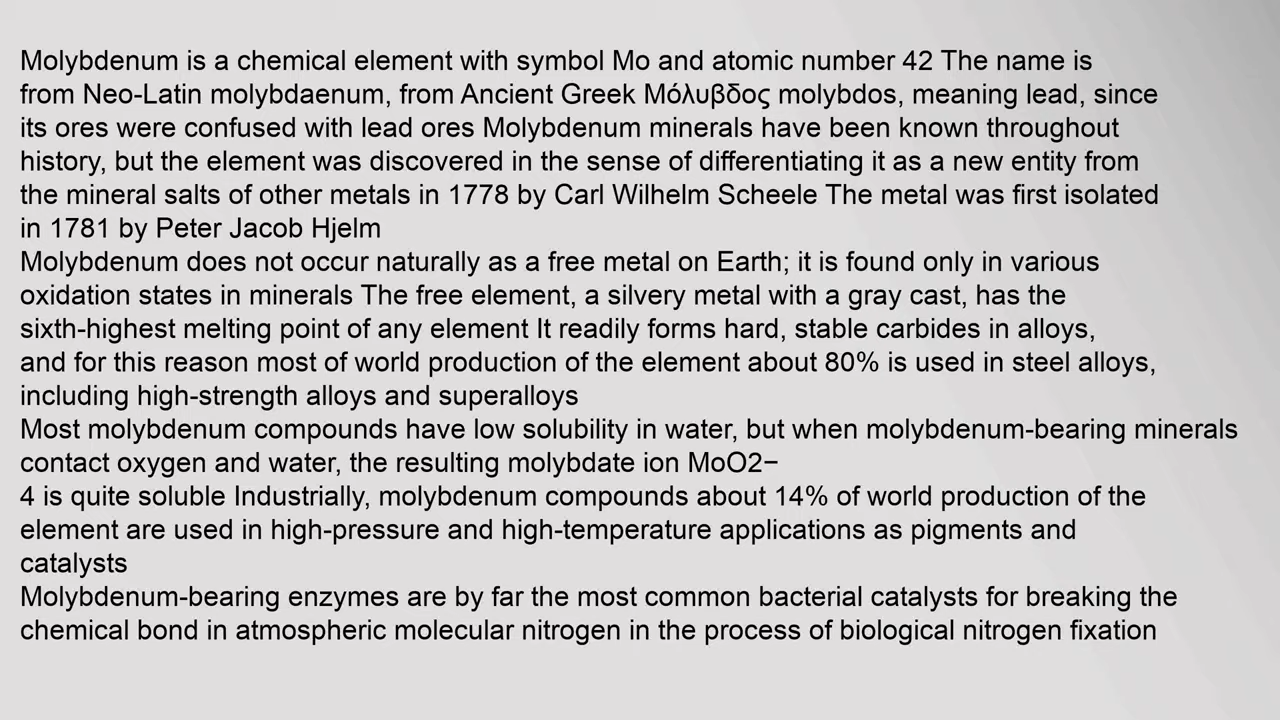 Molybdenum is a chemical element with symbol Mo and atomic number 42 The name is
from Neo-Latin molybdaenum, from Ancient Greek Μόλυβδος molybdos, meaning lead, since
its ores were confused with lead ores Molybdenum minerals have been known throughout
history, but the element was discovered in the sense of differentiating it as a new entity from
the mineral salts of other metals in 1778 by Carl Wilhelm Scheele The metal was first isolated
in 1781 by Peter Jacob Hjelm
Molybdenum does not occur naturally as a free metal on Earth; it is found only in various
oxidation states in minerals The free element, a silvery metal with a gray cast, has the
sixth-highest melting point of any element It readily forms hard, stable carbides in alloys,
and for this reason most of world production of the element about 80% is used in steel alloys,
including high-strength alloys and superalloys
Most molybdenum compounds have low solubility in water, but when molybdenum-bearing minerals
contact oxygen and water, the resulting molybdate ion MoO2−
4 is quite soluble Industrially, molybdenum compounds about 14% of world production of the
element are used in high-pressure and high-temperature applications as pigments and
catalysts
Molybdenum-bearing enzymes are by far the most common bacterial catalysts for breaking the
chemical bond in atmospheric molecular nitrogen in the process of biological nitrogen fixation